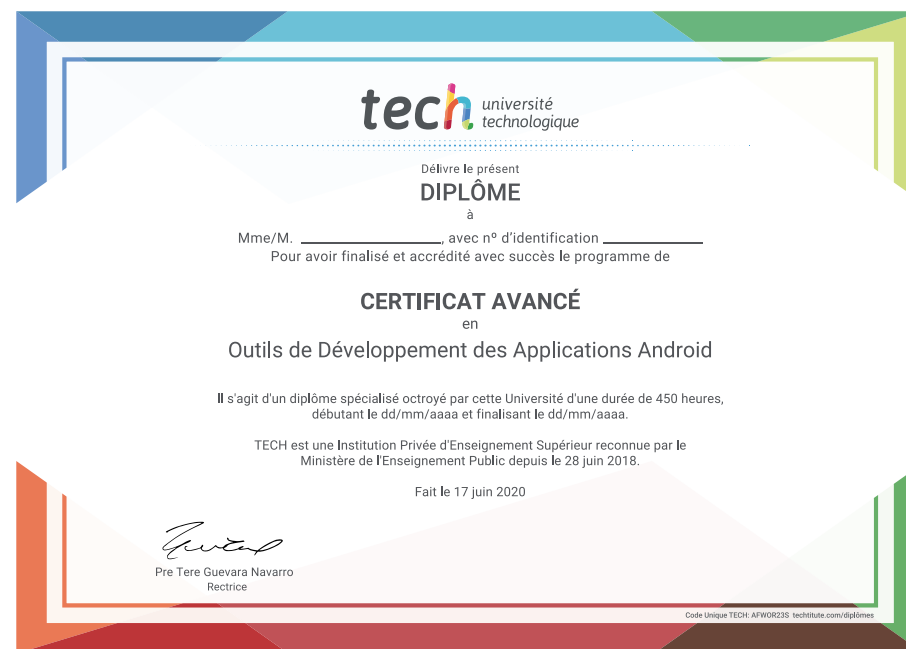 tech université
technologique
Délivre le présent
DIPLÔME
à
Mme/M. ____________________, avec nº d'identification ______________
Pour avoir finalisé et accrédité avec succès le programme de
CERTIFICAT AVANCÉ
en
Outils de Développement des Applications Android
Il s'agit d'un diplôme spécialisé octroyé par cette Université d'une durée de 450 heures,
débutant le dd/mm/aaaa et finalisant le dd/mm/aaaa.
TECH est une Institution Privée d'Enseignement Supérieur reconnue par le
Ministère de l'Enseignement Public depuis le 28 juin 2018.
Fait le 17 juin 2020
Pre Tere Guevara Navarro
Rectrice
Code Unique TECH: AFWOR23S techtitute.com/diplômes